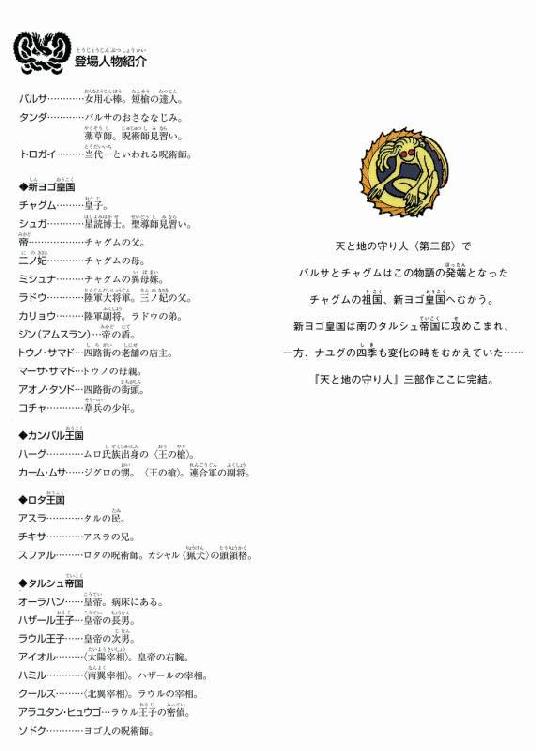 登場人物紹介
バルサ…………女用心棒。短槍の達人。
タンダ…………バルサのおさななじみ。
薬草師。呪術師見習い。
トロガイ………当代一といわれる呪術師。
◆新ヨゴ皇国
チャグム………皇子。
シュガ…………星読博士。聖導師見習い。
帝………………チャグムの父。
二ノ妃…………チャグムの母。
ミシュナ………チャグムの異母妹。
ラドウ…………陸軍大将軍。三ノ妃の父。
カリョウ………陸軍副将。ラドウの弟。
ジン(アムスラン)…帝の盾。
トウノ・サマド…四路街の老舗の店主。
マーサ・サマド…トウノの母親。
アオノ・タソド…四路街の街頭。
コチャ…………草兵の少年。
◆カンバル王国
ハーグ…………ムロ氏族出身の〈王の槍〉。
カーム・ムサ……ジグロの甥。〈王の槍〉。連合軍の副将。
◆ロタ王国
アスラ…………タルの民。
チキサ…………アスラの兄。
スファル………ロタの呪術師。カシャル〈猟犬〉の頭領格。
◆タルシュ帝国
オーラハン……皇帝。病床にある。
ハザール王子…皇帝の長男。
ラウル王子……皇帝の次男。
アイオル………〈太陽宰相〉。皇帝の右腕。
ハミル…………〈南翼宰相〉。ハザールの宰相。
クールズ………〈北翼宰相〉。ラウルの宰相。
アラユタン・ヒュウゴ…ラウル王子の密偵。
ソドク…………ヨゴ人の呪術師。
天と地の守り人〈第二部〉で
バルサとチャグムはこの物語の発端となった
チャグムの祖国、新ヨゴ皇国へむかう。
新ヨゴ皇国は南のタルシュ帝国に攻めこまれ、
一方、ナユグの四季も変化の時をむかえていた……
『天と地の守り人』三部作ここに完結。